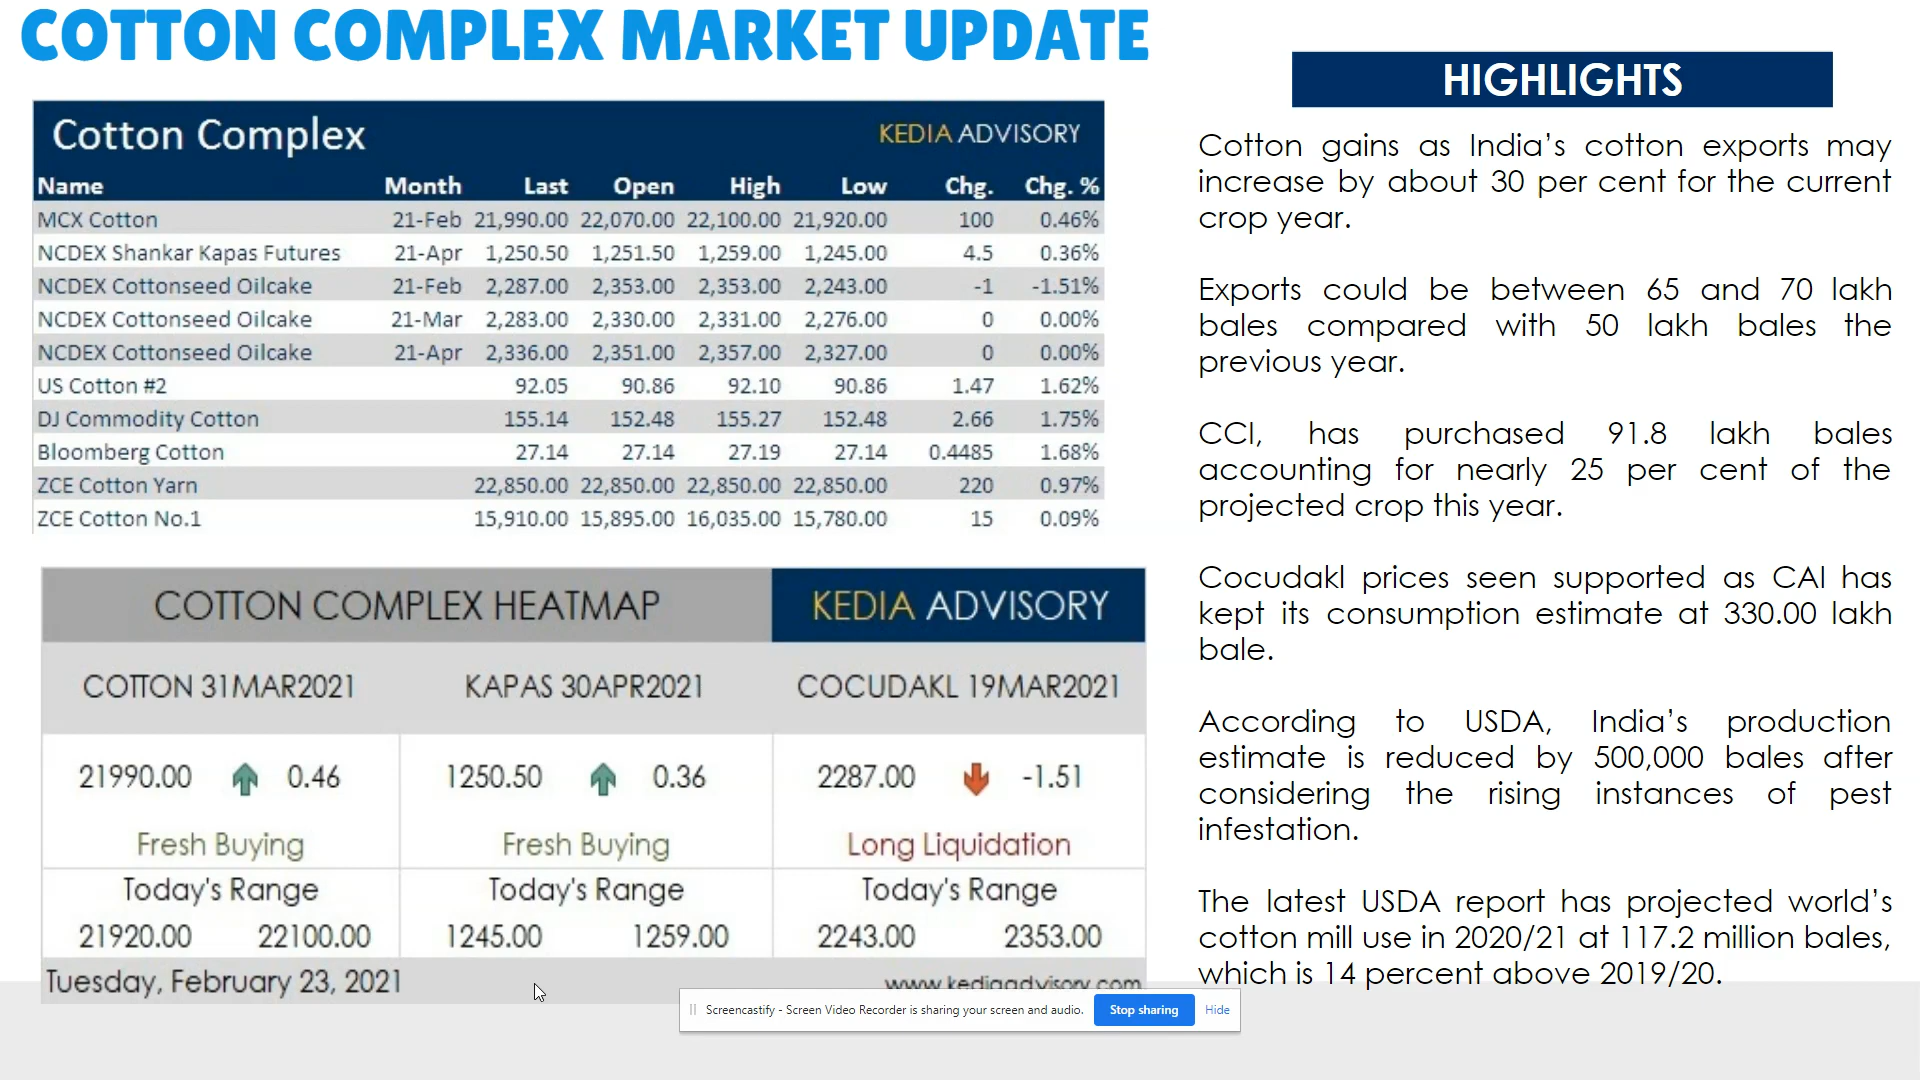 COTTON COMPLEX MARKET UPDATE
Cotton Complex KEDIA ADVISORY
Name Month Last Open High Low Chg. Chg. %
MCX Cotton 21-Feb 21,990.00 22,070.00 22,100.00 21,920.00 100 0.46%
NCDEX Shankar Kapas Futures 21-Apr 1,250.50 1,251.50 1,259.00 1,245.00 4.5 0.36%
NCDEX Cottonseed Oilcake 21-Feb 2,287.00 2,353.00 2,353.00 2,243.00 -1 -1.51%
NCDEX Cottonseed Oilcake 21-Mar 2,283.00 2,330.00 2,331.00 2,276.00 0 0.00%
NCDEX Cottonseed Oilcake 21-Apr 2,336.00 2,351.00 2,357.00 2,327.00 0 0.00%
US Cotton #2 92.05 90.86 92.10 90.86 1.47 1.62%
DJ Commodity Cotton 155.14 152.48 155.27 152.48 2.66 1.75%
Bloomberg Cotton 27.14 27.14 27.19 27.14 0.4485 1.68%
ZCE Cotton Yarn 22,850.00 22,850.00 22,850.00 22,850.00 220 0.97%
ZCE Cotton No.1 15,910.00 15,895.00 16,035.00 15,780.00 15 0.09%
COTTON COMPLEX HEATMAP KEDIA ADVISORY
COTTON 31MAR2021 KAPAS 30APR2021 COCUDAKL 19MAR2021
21990.00 0.46 1250.50 0.36 2287.00 -1.51
Fresh Buying Fresh Buying Long Liquidation
Today's Range Today's Range Today's Range
21920.00 22100.00 1245.00 1259.00 2243.00 2353.00
Tuesday, February 23, 2021 www.kediaadvisory.com
HIGHLIGHTS
Cotton gains as India’s cotton exports may
increase by about 30 per cent for the current
crop year.
Exports could be between 65 and 70 lakh
bales compared with 50 lakh bales the
previous year.
CCI, has purchased 91.8 lakh bales
accounting for nearly 25 per cent of the
projected crop this year.
Cocudakl prices seen supported as CAI has
kept its consumption estimate at 330.00 lakh
bale.
According to USDA, India’s production
estimate is reduced by 500,000 bales after
considering the rising instances of pest
infestation.
The latest USDA report has projected world’s
cotton mill use in 2020/21 at 117.2 million bales,
which is 14 percent above 2019/20.
Screencastify - Screen Video Recorder is sharing your screen and audio. Stop sharing Hide